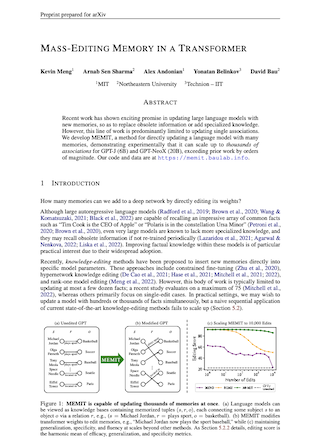 Preprint prepared for arXiv
MASS-EDITING MEMORY IN A TRANSFORMER
Kevin Meng¹ Arnab Sen Sharma² Alex Andonian¹ Yonatan Belinkov³ David Bau²
¹MIT ²Northeastern University ³Technion – IIT
ABSTRACT
Recent work has shown exciting promise in updating large language models
with new memories, so as to replace obsolete information or add specialized knowledge.
However, this line of work is predominantly limited to updating single associations.
We develop MEMIT, a method for directly updating a language model with many
memories, demonstrating experimentally that it can scale up to thousands of
associations for GPT-J (6B) and GPT-NeoX (20B), exceeding prior work by orders
of magnitude. Our code and data are at https://memit.baulab.info.
1 INTRODUCTION
How many memories can we add to a deep network by directly editing its weights?
Although large autoregressive language models (Radford et al., 2019; Brown et al., 2020; Wang &
Komatsuzaki, 2021; Black et al., 2022) are capable of recalling an impressive array of common facts
such as "Tim Cook is the CEO of Apple" or "Polaris is in the constellation Ursa Minor" (Petroni et al.,
2020; Brown et al., 2020), even very large models are known to lack more specialized knowledge, and
they may recall obsolete information if not re-trained periodically (Lazaridou et al., 2021; Agarwal &
Nenkova, 2022; Liska et al., 2022). Improving factual knowledge within these models is of particular
practical interest due to their widespread adoption.
Recently, knowledge-editing methods have been proposed to insert new memories directly into
specific model parameters. These approaches include constrained fine-tuning (Zhu et al., 2020),
hypernetwork knowledge editing (De Cao et al., 2021; Hase et al., 2021; Mitchell et al., 2021; 2022),
and rank-one model editing (Meng et al., 2022). However, this body of work is typically limited to
updating at most a few dozen facts; a recent study evaluates on a maximum of 75 (Mitchell et al.,
2022), whereas others primarily focus on single-edit cases. In practical settings, we may wish to
update a model with hundreds or thousands of facts simultaneously, but a naive sequential application
of current state-of-the-art knowledge-editing methods fails to scale up (Section 5.2).
(a) Unedited GPT (b) Modified GPT (c) Scaling MEMIT to 10,000 Edits
Michael Jordan Basketball
Soccer
Space Needle Seattle
Eiffel Tower Paris
MEMIT
Editing Score
Number of Edits
Figure 1: MEMIT is capable of updating thousands of memories at once. (a) Language models can
be viewed as knowledge bases containing memorized tuples (s, r, o), each connecting some subject s to an
object o via a relation r, e.g., (s = Michael Jordan, r = plays sport, o = basketball). (b) MEMIT modifies
transformer weights to edit memories, e.g., "Michael Jordan now plays the sport baseball," while (c) maintaining
generalization, specificity, and fluency at scales beyond other methods. As Section 5.2.2 details, editing score is
the harmonic mean of efficacy, generalization, and specificity metrics.